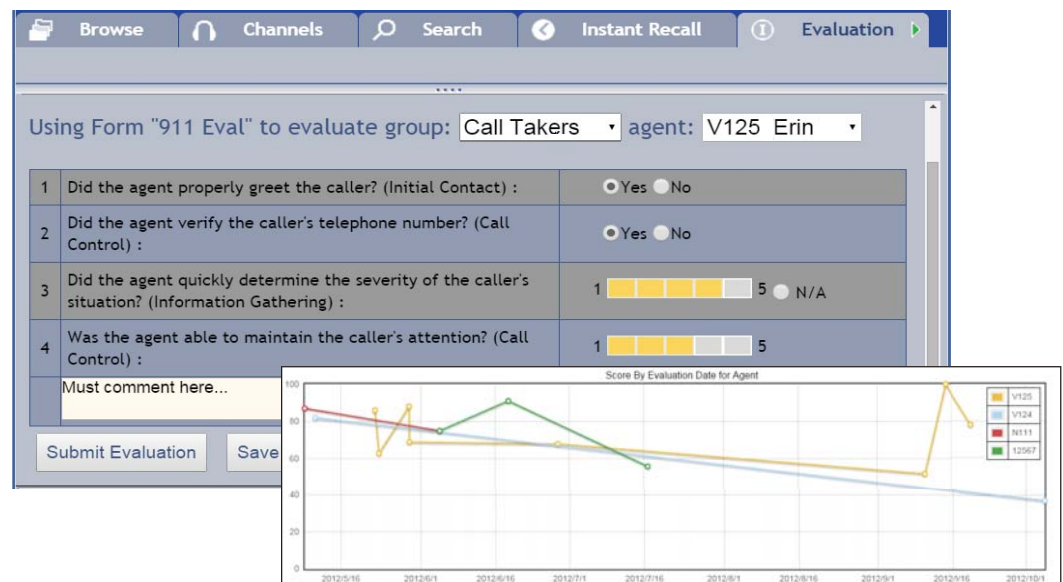 Browse Channels Search Instant Recall Evaluation
Using Form "911 Eval" to evaluate group: Call Takers agent: V125 Erin
1 Did the agent properly greet the caller? (Initial Contact) : Yes No
2 Did the agent verify the caller's telephone number? (Call
Control) : Yes No
3 Did the agent quickly determine the severity of the caller's
situation? (Information Gathering) : 1 5 N/A
4 Was the agent able to maintain the caller's attention? (Call
Control) : 1 5
Must comment here...
Submit Evaluation Save
Score By Evaluation Date for Agent
100
80
60
40
20
0
V125
V124
N111
12567
2012/5/16 2012/6/1 2012/6/16 2012/7/1 2012/7/16 2012/8/1 2012/8/16 2012/9/1 2012/9/16 2012/10/1